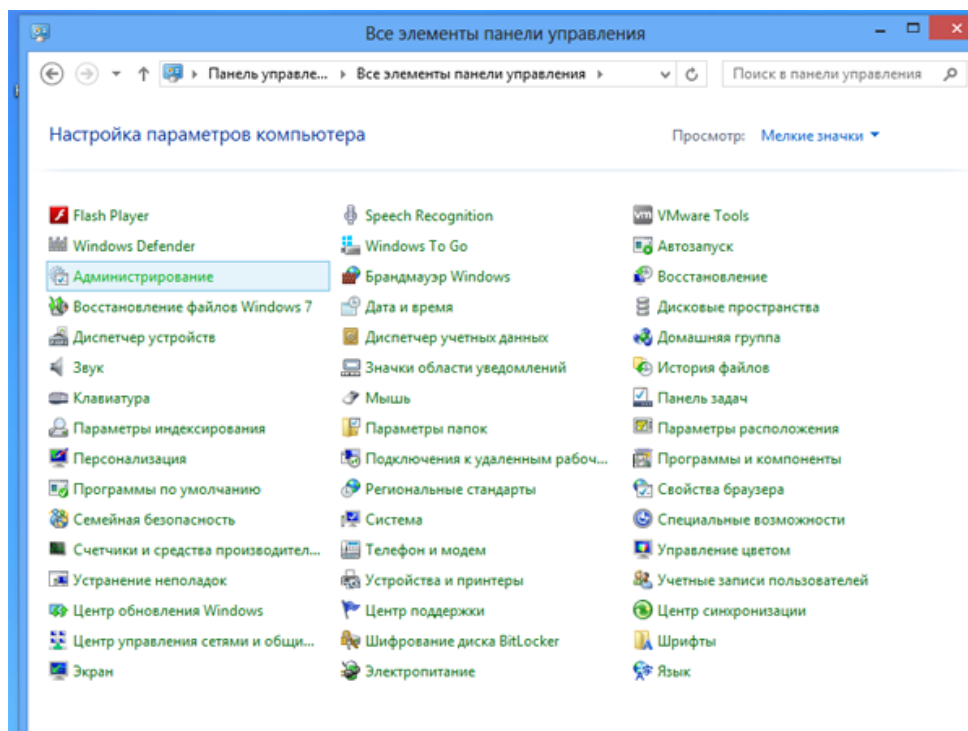 Все элементы панели управления
Панель управле... Все элементы панели управления Поиск в панели управления
Настройка параметров компьютера Просмотр: Мелкие значки
Flash Player Speech Recognition VMware Tools
Windows Defender Windows To Go Автозапуск
Администрирование Брандмауэр Windows Восстановление
Восстановление файлов Windows 7 Дата и время Дисковые пространства
Диспетчер устройств Диспетчер учетных данных Домашняя группа
Звук Значки области уведомлений История файлов
Клавиатура Мышь Панель задач
Параметры индексирования Параметры папок Параметры расположения
Персонализация Подключения к удаленным рабоч... Программы и компоненты
Программы по умолчанию Региональные стандарты Свойства браузера
Семейная безопасность Система Специальные возможности
Счетчики и средства производител... Телефон и модем Управление цветом
Устранение неполадок Устройства и принтеры Учетные записи пользователей
Центр обновления Windows Центр поддержки Центр синхронизации
Центр управления сетями и общи... Шифрование диска BitLocker Шрифты
Экран Электропитание Язык